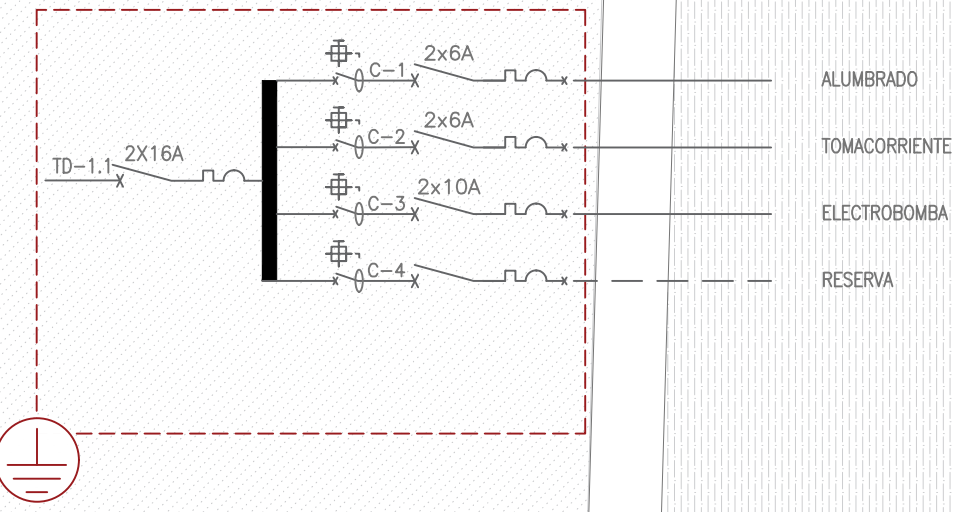 C-1 2x6A ALUMBRADO
C-2 2x6A TOMACORRIENTE
TD-1.1 2X16A
C-3 2x10A ELECTROBOMBA
C-4 RESERVA